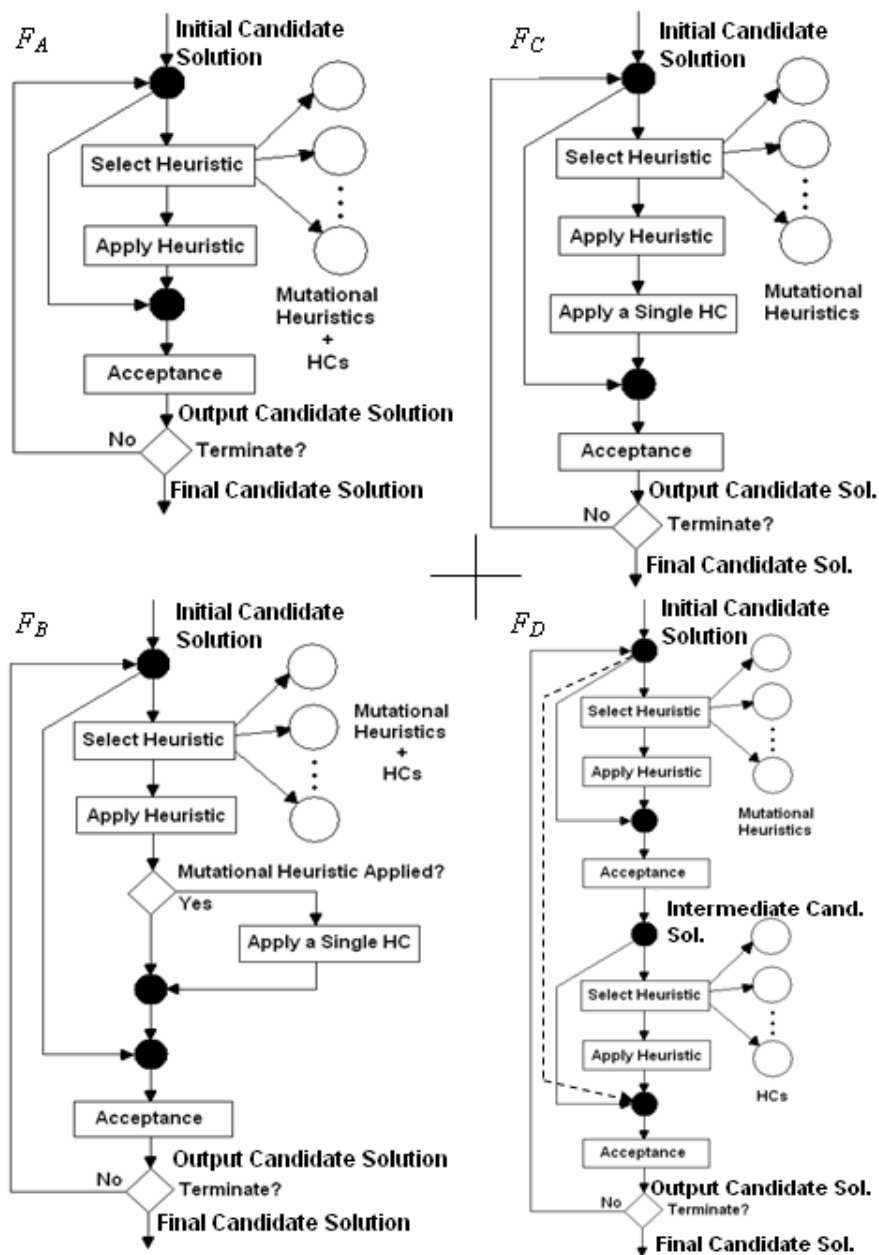 F_A
Initial Candidate
Solution
Select Heuristic
Apply Heuristic
Mutational
Heuristics
+
HCs
Acceptance
Output Candidate Solution
No
Terminate?
Final Candidate Solution
F_C
Initial Candidate
Solution
Select Heuristic
Apply Heuristic
Mutational
Heuristics
Apply a Single HC
Acceptance
Output Candidate Sol.
No
Terminate?
Final Candidate Sol.
F_B
Initial Candidate
Solution
Select Heuristic
Mutational
Heuristics
+
HCs
Apply Heuristic
Mutational Heuristic Applied?
Yes
Apply a Single HC
Acceptance
Output Candidate Solution
No
Terminate?
Final Candidate Solution
F_D
Initial Candidate
Solution
Select Heuristic
Apply Heuristic
Mutational
Heuristics
Acceptance
Intermediate Cand.
Sol.
Select Heuristic
Apply Heuristic
HCs
Acceptance
Output Candidate Sol.
No
Terminate?
Final Candidate Sol.